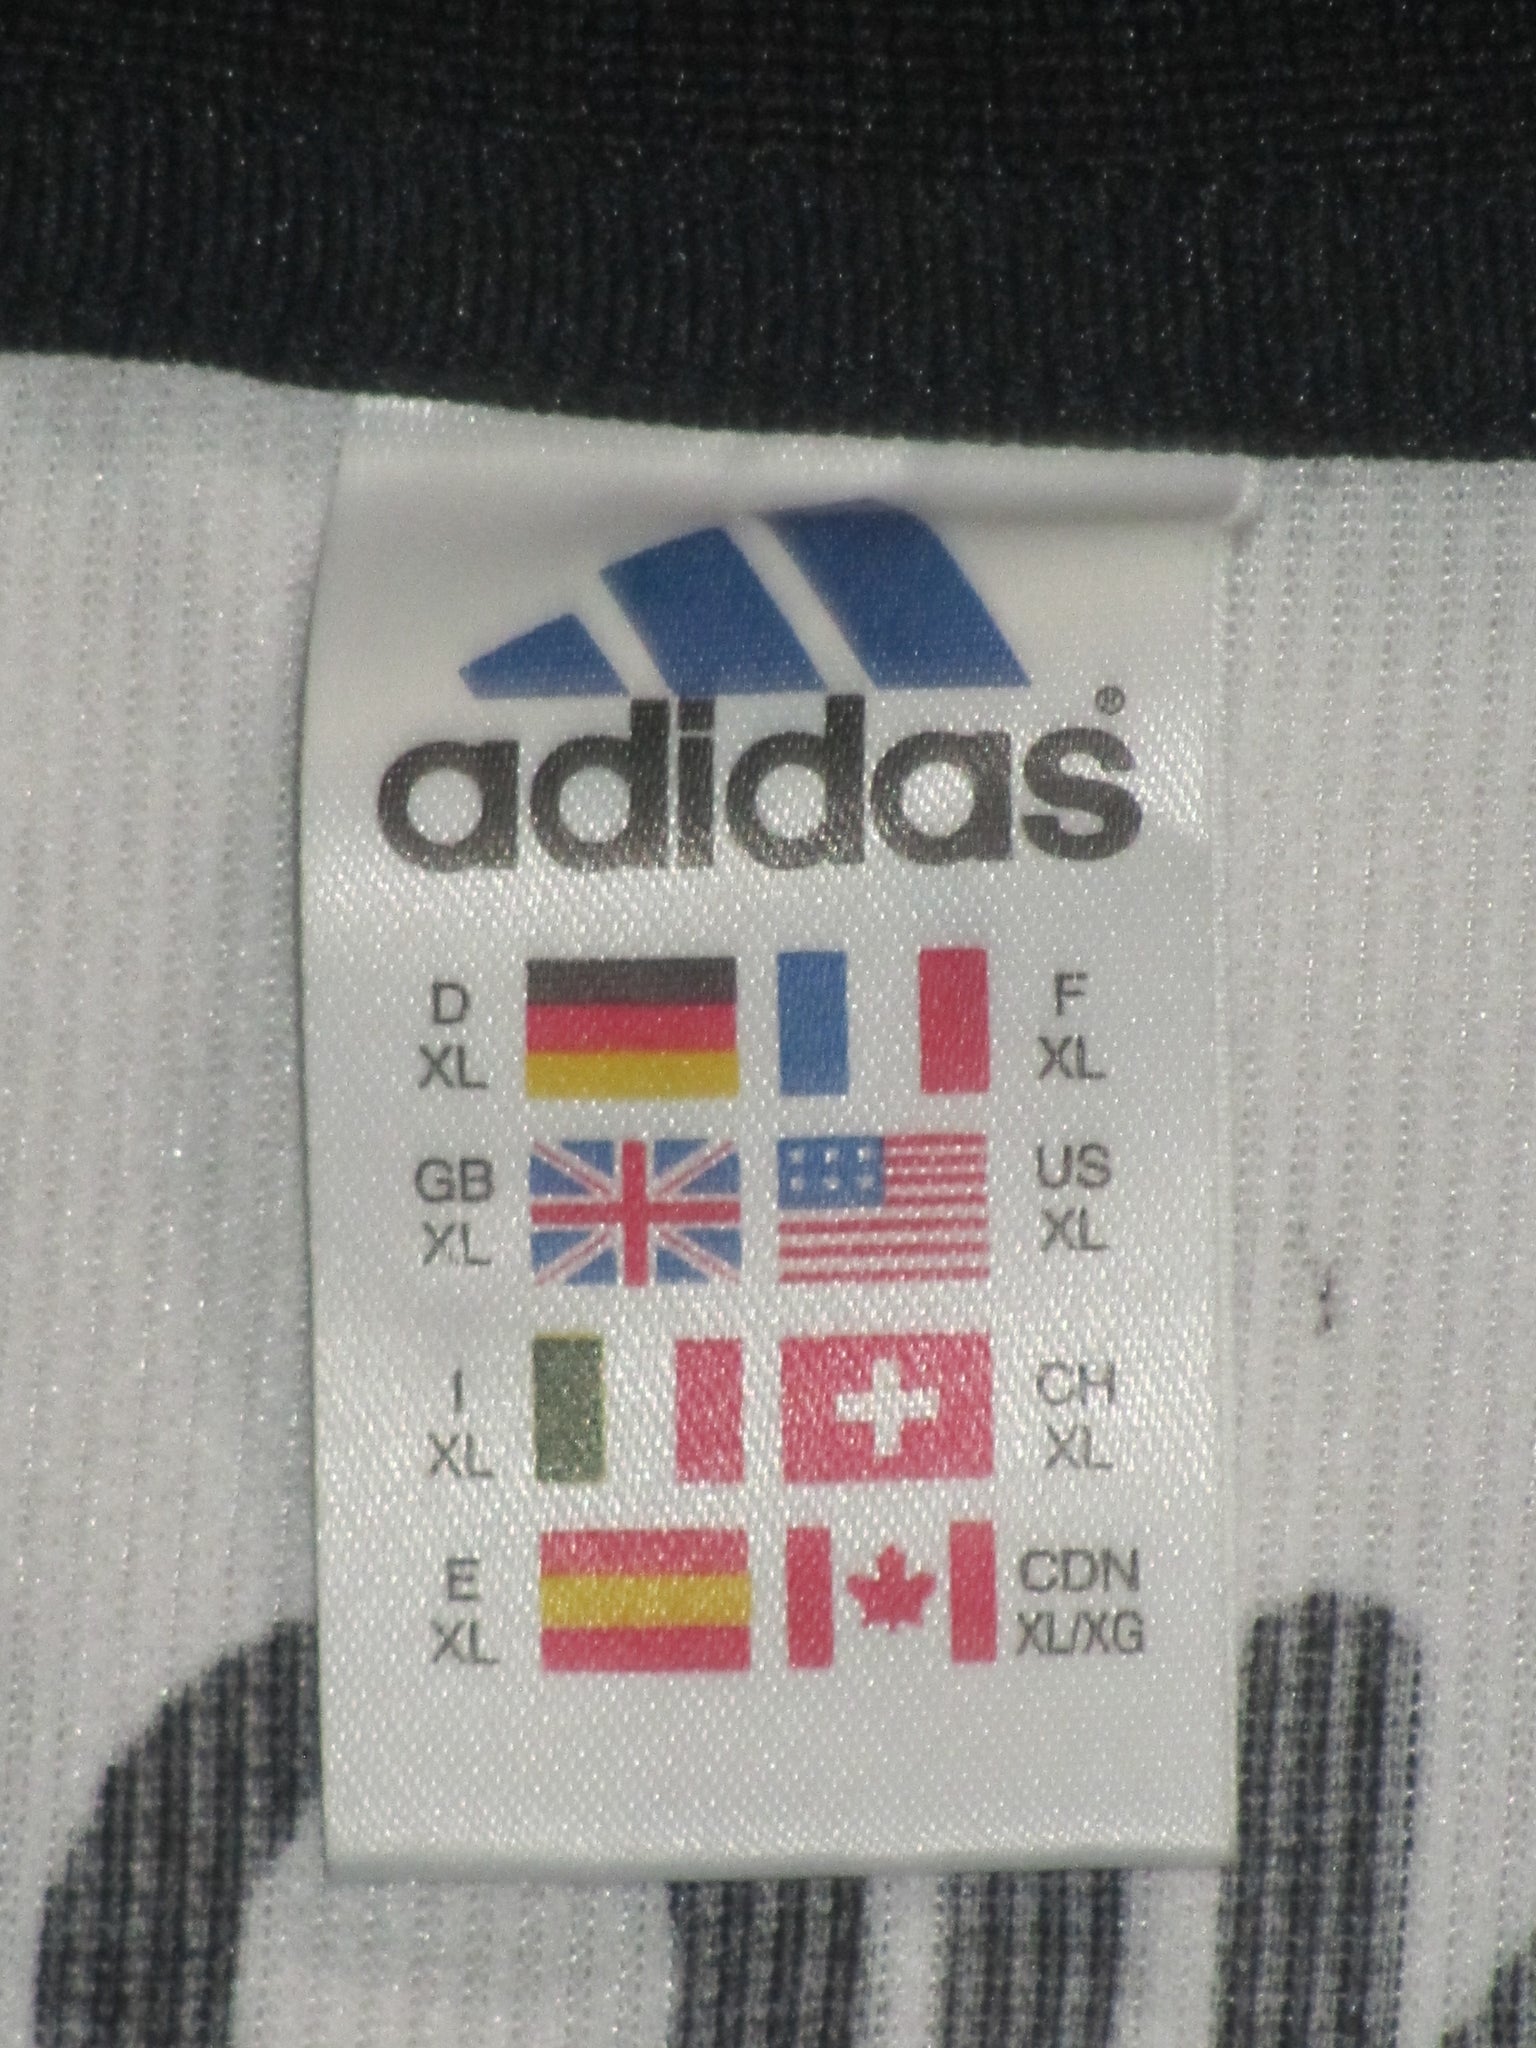 adidas®
D XL
F XL
GB XL
US XL
I XL
CH XL
E XL
CDN XL/XG